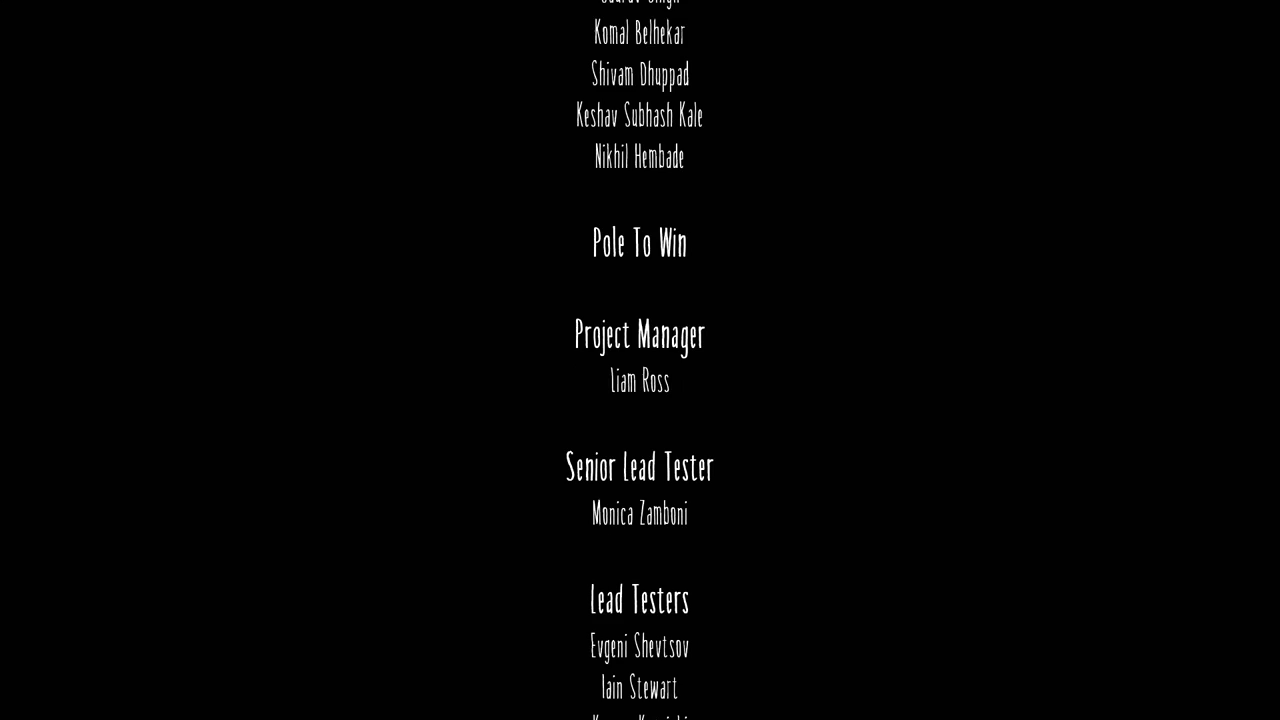 Komal Belhekar
Shivam Dhuppad
Keshav Subhash Kale
Nikhil Hembade
Pole To Win
Project Manager
Liam Ross
Senior Lead Tester
Monica Zamboni
Lead Testers
Evgeni Shevtsov
Iain Stewart